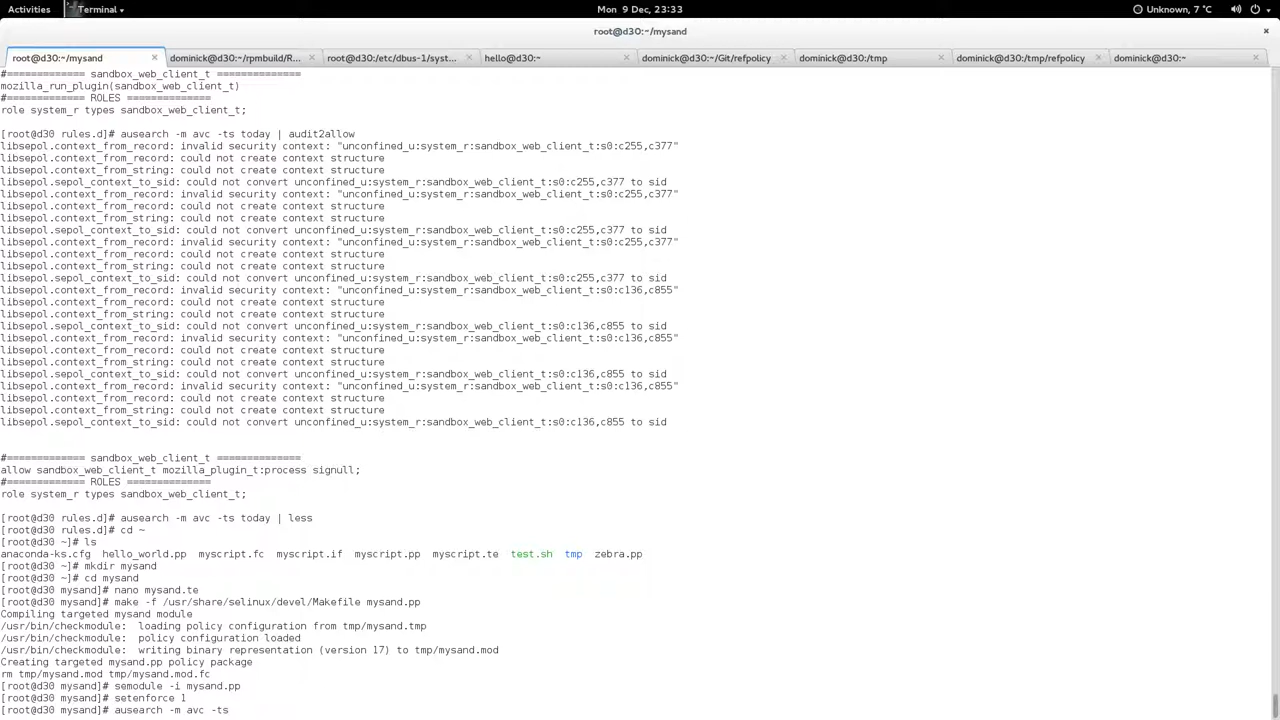 Activities Terminal Mon 9 Dec, 23:33 Unknown, 7 °C
root@d30:~/mysand
root@d30:~/mysand dominick@d30:~/rpmbuild/R... root@d30:/etc/dbus-1/syst... hello@d30:~ dominick@d30:~/Git/refpolicy dominick@d30:/tmp dominick@d30:/tmp/refpolicy dominick@d30:~
#============= sandbox_web_client_t ==============
mozilla_run_plugin(sandbox_web_client_t)
#============= ROLES ==============
role system_r types sandbox_web_client_t;
[root@d30 rules.d]# ausearch -m avc -ts today | audit2allow
libsepol.context_from_record: invalid security context: "unconfined_u:system_r:sandbox_web_client_t:s0:c255,c377"
libsepol.context_from_record: could not create context structure
libsepol.context_from_string: could not create context structure
libsepol.sepol_context_to_sid: could not convert unconfined_u:system_r:sandbox_web_client_t:s0:c255,c377 to sid
libsepol.context_from_record: invalid security context: "unconfined_u:system_r:sandbox_web_client_t:s0:c255,c377"
libsepol.context_from_record: could not create context structure
libsepol.context_from_string: could not create context structure
libsepol.sepol_context_to_sid: could not convert unconfined_u:system_r:sandbox_web_client_t:s0:c255,c377 to sid
libsepol.context_from_record: invalid security context: "unconfined_u:system_r:sandbox_web_client_t:s0:c255,c377"
libsepol.context_from_record: could not create context structure
libsepol.context_from_string: could not create context structure
libsepol.sepol_context_to_sid: could not convert unconfined_u:system_r:sandbox_web_client_t:s0:c255,c377 to sid
libsepol.context_from_record: invalid security context: "unconfined_u:system_r:sandbox_web_client_t:s0:c136,c855"
libsepol.context_from_record: could not create context structure
libsepol.context_from_string: could not create context structure
libsepol.sepol_context_to_sid: could not convert unconfined_u:system_r:sandbox_web_client_t:s0:c136,c855 to sid
libsepol.context_from_record: invalid security context: "unconfined_u:system_r:sandbox_web_client_t:s0:c136,c855"
libsepol.context_from_record: could not create context structure
libsepol.context_from_string: could not create context structure
libsepol.sepol_context_to_sid: could not convert unconfined_u:system_r:sandbox_web_client_t:s0:c136,c855 to sid
libsepol.context_from_record: invalid security context: "unconfined_u:system_r:sandbox_web_client_t:s0:c136,c855"
libsepol.context_from_record: could not create context structure
libsepol.context_from_string: could not create context structure
libsepol.sepol_context_to_sid: could not convert unconfined_u:system_r:sandbox_web_client_t:s0:c136,c855 to sid
#============= sandbox_web_client_t ==============
allow sandbox_web_client_t mozilla_plugin_t:process signull;
#============= ROLES ==============
role system_r types sandbox_web_client_t;
[root@d30 rules.d]# ausearch -m avc -ts today | less
[root@d30 rules.d]# cd ~
[root@d30 ~]# ls
anaconda-ks.cfg hello_world.pp myscript.fc myscript.if myscript.pp myscript.te test.sh tmp zebra.pp
[root@d30 ~]# mkdir mysand
[root@d30 ~]# cd mysand
[root@d30 mysand]# nano mysand.te
[root@d30 mysand]# make -f /usr/share/selinux/devel/Makefile mysand.pp
Compiling targeted mysand module
/usr/bin/checkmodule: loading policy configuration from tmp/mysand.tmp
/usr/bin/checkmodule: policy configuration loaded
/usr/bin/checkmodule: writing binary representation (version 17) to tmp/mysand.mod
Creating targeted mysand.pp policy package
rm tmp/mysand.mod tmp/mysand.mod.fc
[root@d30 mysand]# semodule -i mysand.pp
[root@d30 mysand]# setenforce 1
[root@d30 mysand]# ausearch -m avc -ts